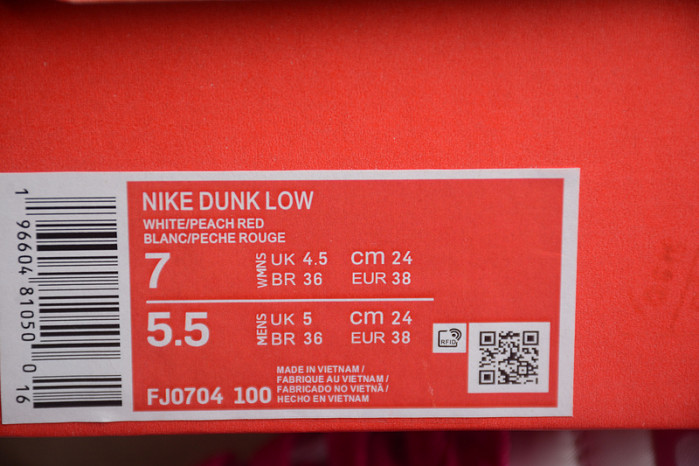 1 96604 81050 0 16
NIKE DUNK LOW
WHITE/PEACH RED
BLANC/PECHE ROUGE
7 WMNS UK 4.5 cm 24
BR 36 EUR 38
5.5 MENS UK 5 cm 24
BR 36 EUR 38
RFID
MADE IN VIETNAM /
FABRIQUE AU VIETNAM /
FABRICADO NO VIETNÃ /
HECHO EN VIETNAM
FJ0704 100